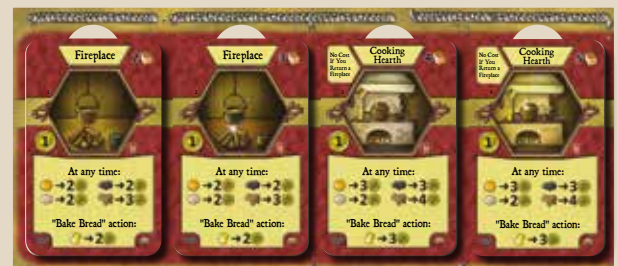 Fireplace
1
At any time:
→2 →2
→2 →3
"Bake Bread" action:
→2
Fireplace
1
At any time:
→2 →2
→2 →3
"Bake Bread" action:
→2
No Cost
If You
Return a
Fireplace
Cooking
Hearth
1
At any time:
→3 →3
→2 →4
"Bake Bread" action:
→3
No Cost
If You
Return a
Fireplace
Cooking
Hearth
1
At any time:
→3 →3
→2 →4
"Bake Bread" action:
→3